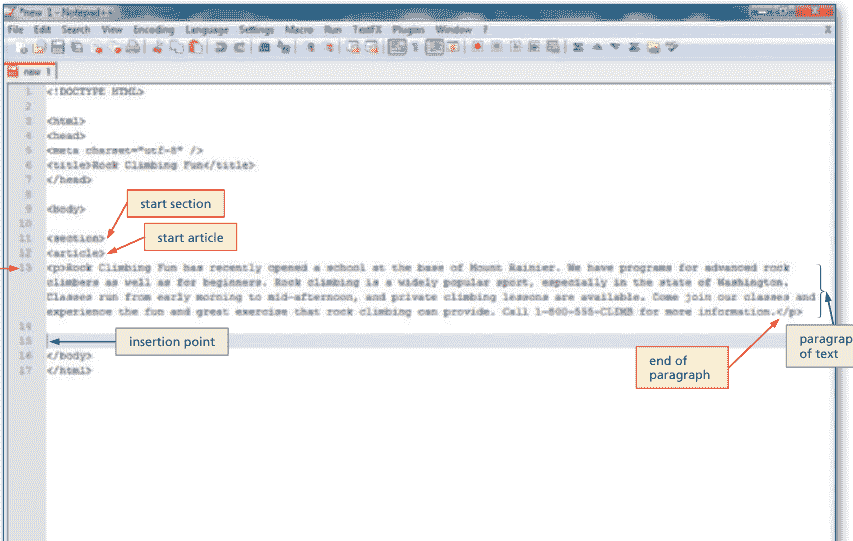 *new 1 - Notepad++
File Edit Search View Encoding Language Settings Macro Run TextFX Plugins Window ? X
new 1
1 <!DOCTYPE HTML>
2
3 <html>
4 <head>
5 <meta charset="utf-8" />
6 <title>Rock Climbing Fun</title>
7 </head>
8
9 <body>
start section
10
11 <section>
start article
12 <article>
13 <p>Rock Climbing Fun has recently opened a school at the base of Mount Rainier. We have programs for advanced rock
climbers as well as for beginners. Rock climbing is a widely popular sport, especially in the state of Washington.
Classes run from early morning to mid-afternoon, and private climbing lessons are available. Come join our classes and
experience the fun and great exercise that rock climbing can provide. Call 1-800-555-CLIMB for more information.</p>
14
15
insertion point
paragrap
of text
16 </body>
end of
paragraph
17 </html>